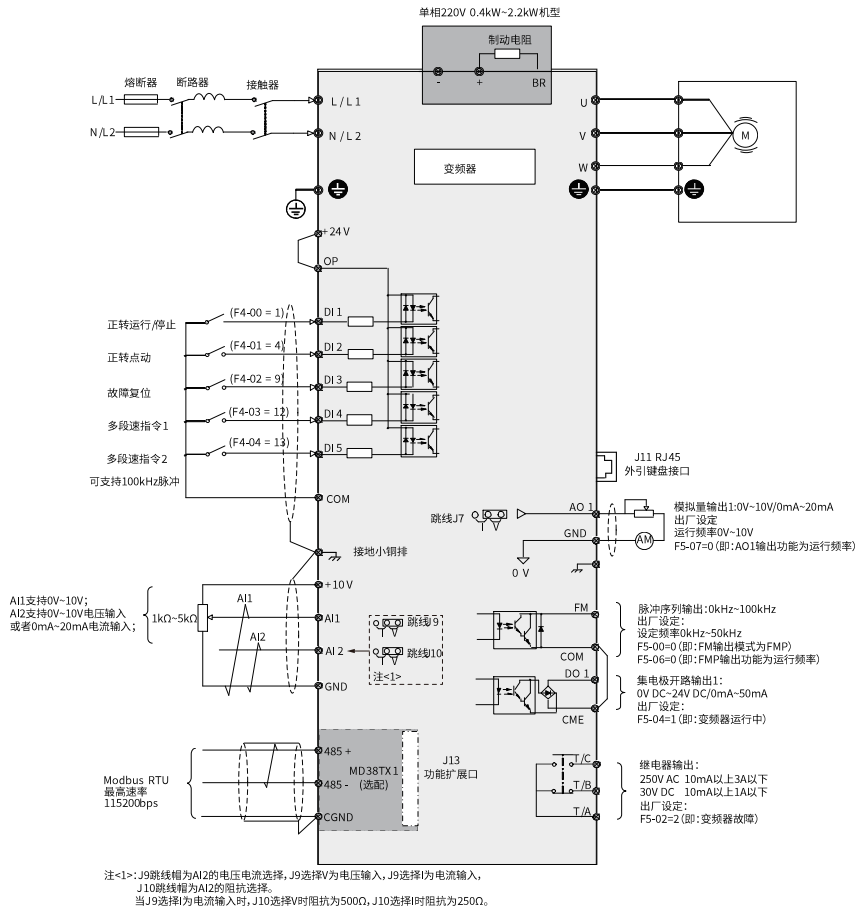 单相220V 0.4kW~2.2kW机型
制动电阻
- + BR
熔断器 断路器 接触器
L/L1
N/L2
L/L1
N/L2
变频器
U
V
W
M
+24V
OP
正转运行/停止 (F4-00 = 1) DI1
正转点动 (F4-01 = 4) DI2
故障复位 (F4-02 = 9) DI3
多段速指令1 (F4-03 = 12) DI4
多段速指令2 (F4-04 = 13) DI5
可支持100kHz脉冲
COM
接地小铜排
J11 RJ45
外引键盘接口
跳线J7
AO1
GND
0V
AM
模拟量输出1:0V~10V/0mA~20mA
出厂设定
运行频率0V~10V
F5-07=0(即:AO1输出功能为运行频率)
AI1支持0V~10V;
AI2支持0V~10V电压输入
或者0mA~20mA电流输入;
1kΩ~5kΩ
AI1
AI2
+10V
AI1
AI2
GND
跳线J9
跳线J10
注<1>
FM
COM
脉冲序列输出:0kHz~100kHz
出厂设定:
设定频率0kHz~50kHz
F5-00=0(即:FM输出模式为FMP)
F5-06=0(即:FMP输出功能为运行频率)
DO1
CME
集电极开路输出1:
0V DC~24V DC/0mA~50mA
出厂设定:
F5-04=1(即:变频器运行中)
Modbus RTU
最高速率
115200bps
485+
485-
CGND
MD38TX1
(选配)
J13
功能扩展口
T/C
T/B
T/A
继电器输出:
250V AC 10mA以上3A以下
30V DC 10mA以上1A以下
出厂设定:
F5-02=2(即:变频器故障)
注<1>:J9跳线帽为AI2的电压电流选择,J9选择V为电压输入,J9选择I为电流输入,
J10跳线帽为AI2的阻抗选择。
当J9选择I为电流输入时,J10选择V时阻抗为500Ω,J10选择I时阻抗为250Ω。